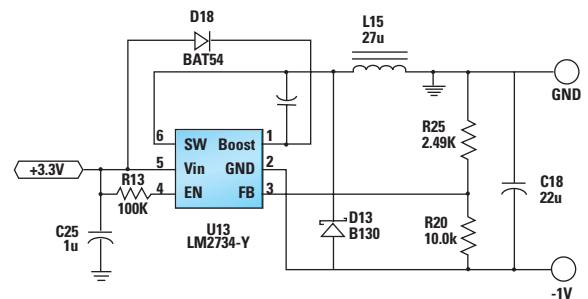 D18
BAT54
L15
27u
GND
6 SW Boost 1
5 Vin GND 2
4 EN FB 3
+3.3V
R13
100K
C25
1u
U13
LM2734-Y
D13
B130
R25
2.49K
R20
10.0k
C18
22u
-1V